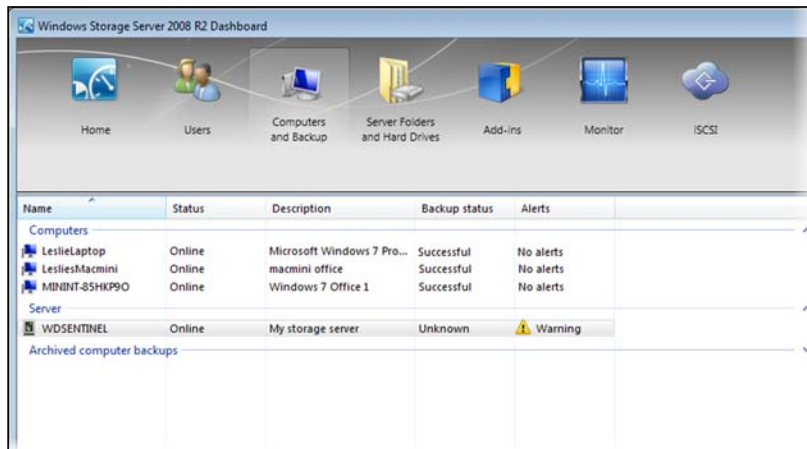 Windows Storage Server 2008 R2 Dashboard
Home Users Computers and Backup Server Folders and Hard Drives Add-ins Monitor iSCSI
Name Status Description Backup status Alerts
Computers
LeslieLaptop Online Microsoft Windows 7 Pro... Successful No alerts
LesliesMacmini Online macmini office Successful No alerts
MININT-85HKP9O Online Windows 7 Office 1 Successful No alerts
Server
WDSENTINEL Online My storage server Unknown Warning
Archived computer backups